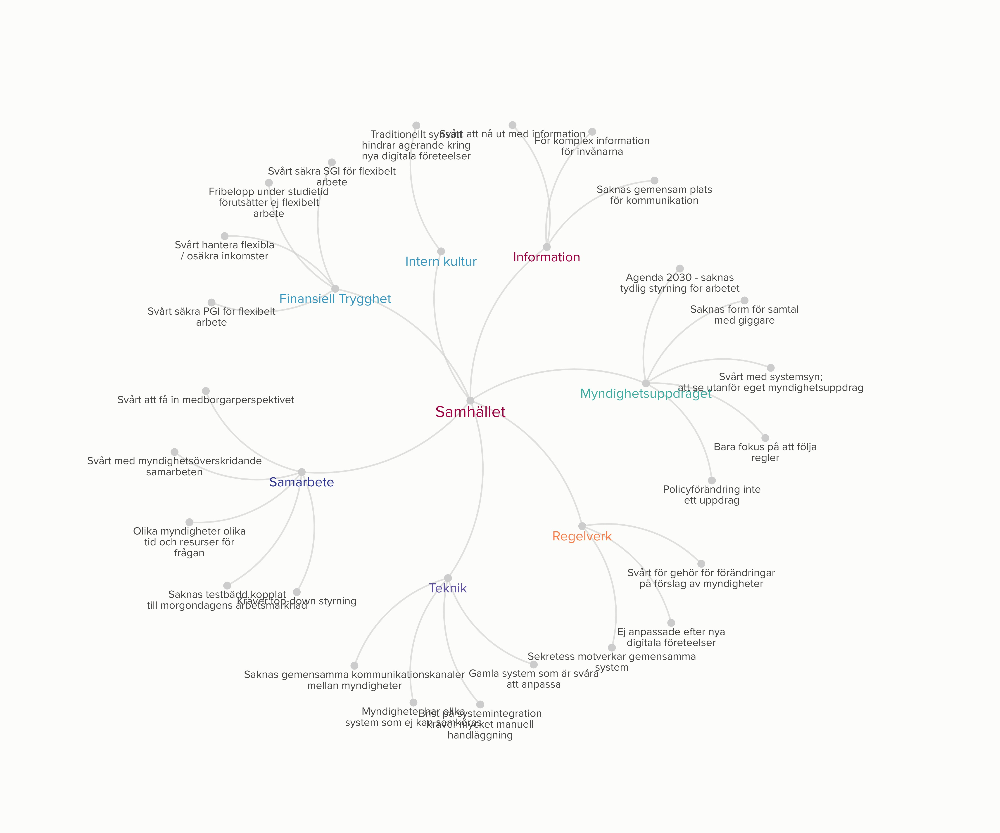 Traditionellt synsätt
hindrar agerande kring
nya digitala företeelser
Svårt att nå ut med information
För komplex information
för invånarna
Svårt säkra SGI för flexibelt
arbete
Fribelopp under studietid
förutsätter ej flexibelt
arbete
Saknas gemensam plats
för kommunikation
Svårt hantera flexibla
/ osäkra inkomster
Intern kultur
Information
Agenda 2030 - saknas
tydlig styrning för arbetet
Finansiell Trygghet
Svårt säkra PGI för flexibelt
arbete
Saknas form för samtal
med giggare
Svårt med systemsyn;
att se utanför eget myndighetsuppdrag
Myndighetsuppdraget
Svårt att få in medborgarperspektivet
Samhället
Bara fokus på att följa
regler
Svårt med myndighetsöverskridande
samarbeten
Samarbete
Policyförändring inte
ett uppdrag
Olika myndigheter olika
tid och resurser för
frågan
Regelverk
Svårt för gehör för förändringar
på förslag av myndigheter
Teknik
Saknas testbädd kopplat
till morgondagens arbetsmarknad
Kräver top-down styrning
Ej anpassade efter nya
digitala företeelser
Sekretess motverkar gemensamma
system
Saknas gemensamma kommunikationskanaler
mellan myndigheter
Gamla system som är svåra
att anpassa
Myndigheter har olika
system som ej kan samköras
Brist på systemintegration
kräver mycket manuell
handläggning